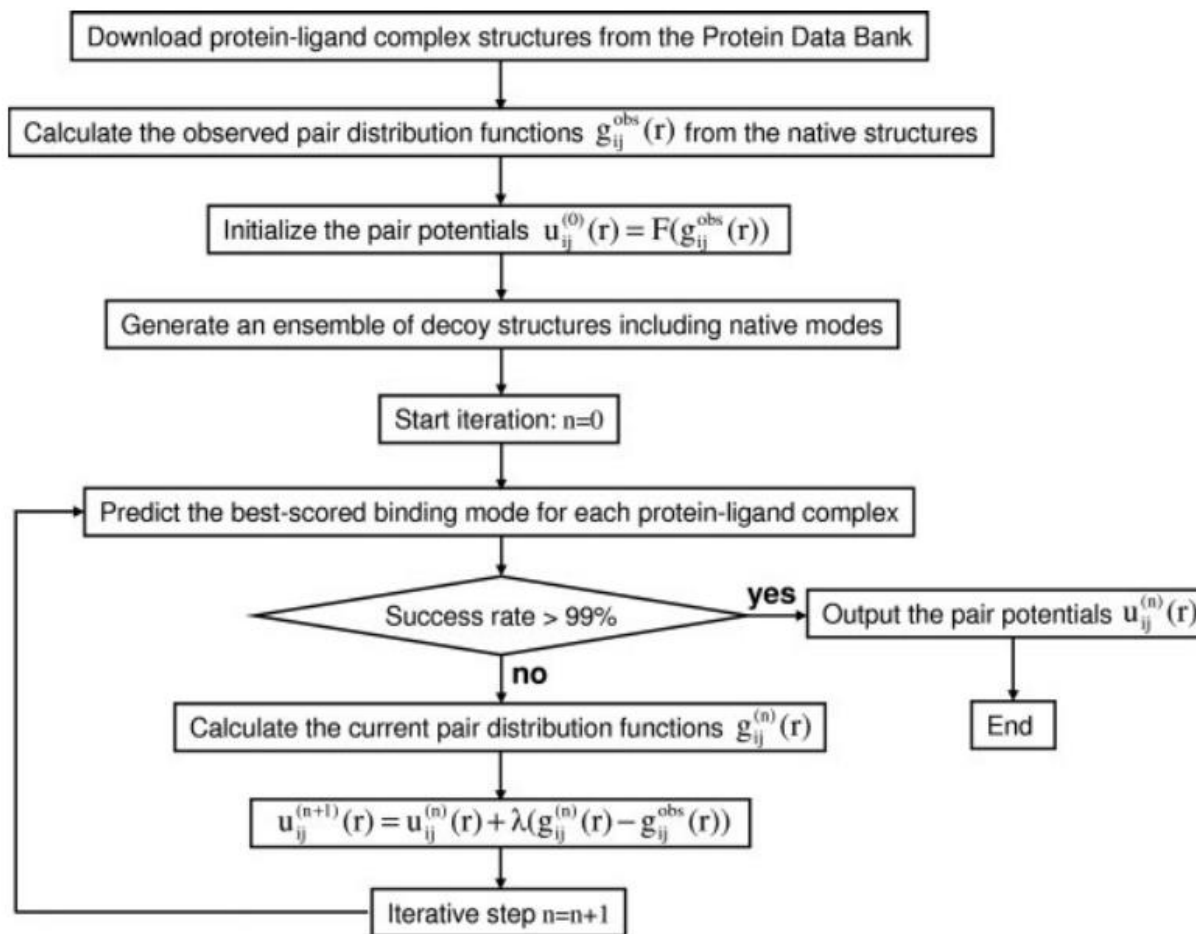 Download protein-ligand complex structures from the Protein Data Bank
Calculate the observed pair distribution functions g_ij^obs(r) from the native structures
Initialize the pair potentials u_ij^(0)(r) = F(g_ij^obs(r))
Generate an ensemble of decoy structures including native modes
Start iteration: n=0
Predict the best-scored binding mode for each protein-ligand complex
Success rate > 99%
yes
Output the pair potentials u_ij^(n)(r)
End
no
Calculate the current pair distribution functions g_ij^(n)(r)
u_ij^(n+1)(r) = u_ij^(n)(r) + λ(g_ij^(n)(r) − g_ij^obs(r))
Iterative step n=n+1